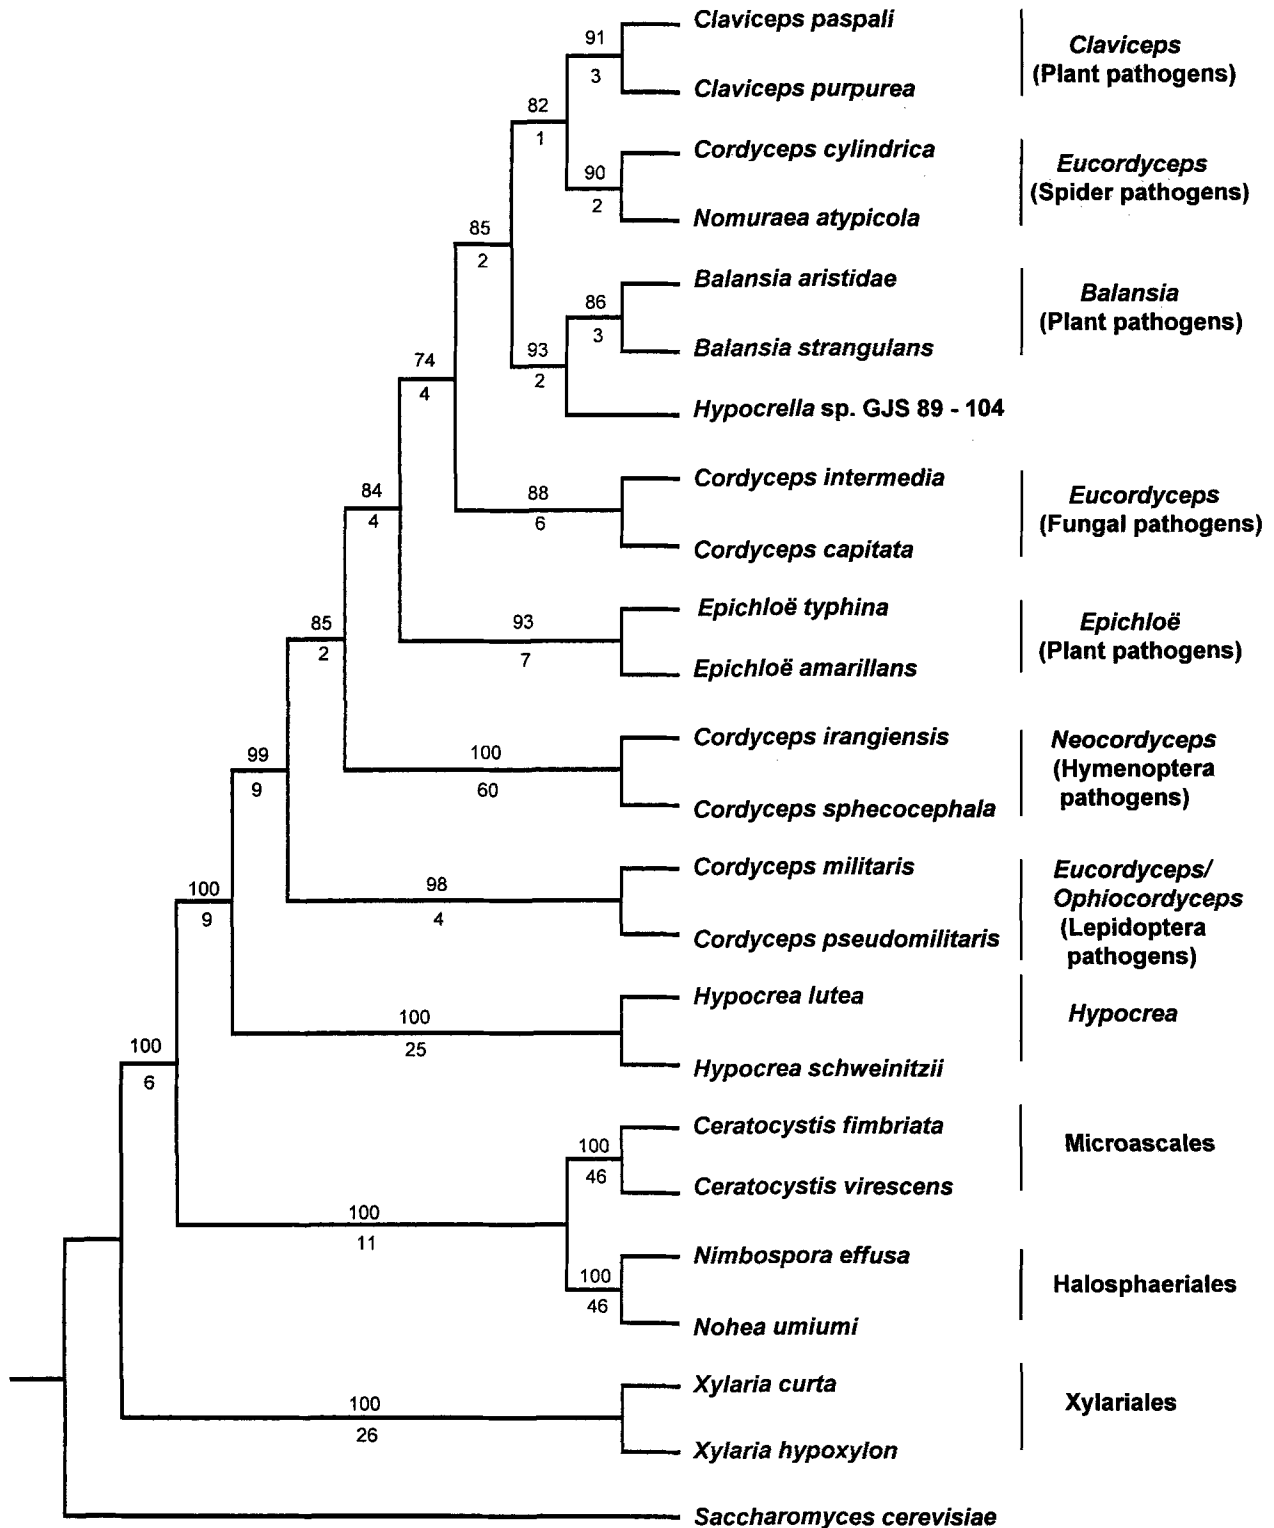 Claviceps paspali
91
Claviceps
(Plant pathogens)
3
Claviceps purpurea
82
1
Cordyceps cylindrica
Eucordyceps
(Spider pathogens)
90
2
Nomuraea atypicola
85
2
Balansia aristidae
Balansia
(Plant pathogens)
86
3
Balansia strangulans
93
2
74
4
Hypocrella sp. GJS 89 - 104
Cordyceps intermedia
Eucordyceps
(Fungal pathogens)
88
6
84
4
Cordyceps capitata
Epichloë typhina
Epichloë
(Plant pathogens)
93
7
85
2
Epichloë amarillans
Cordyceps irangiensis
Neocordyceps
(Hymenoptera
pathogens)
100
60
99
9
Cordyceps sphecocephala
Cordyceps militaris
Eucordyceps/
Ophiocordyceps
(Lepidoptera
pathogens)
98
4
100
9
Cordyceps pseudomilitaris
Hypocrea lutea
Hypocrea
100
25
100
6
Hypocrea schweinitzii
Ceratocystis fimbriata
Microascales
100
46
Ceratocystis virescens
100
11
Nimbospora effusa
Halosphaeriales
100
46
Nohea umiumi
Xylaria curta
Xylariales
100
26
Xylaria hypoxylon
Saccharomyces cerevisiae